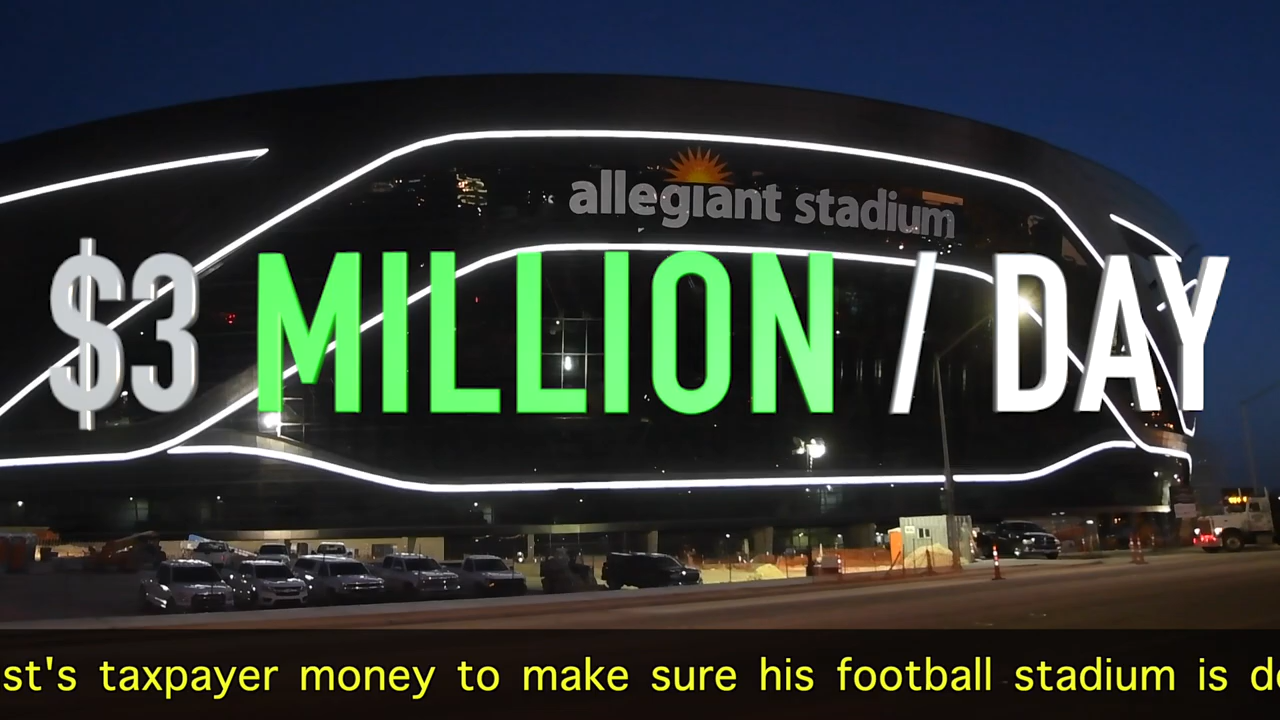 allegiant stadium
$3 MILLION / DAY
st's taxpayer money to make sure his football stadium is